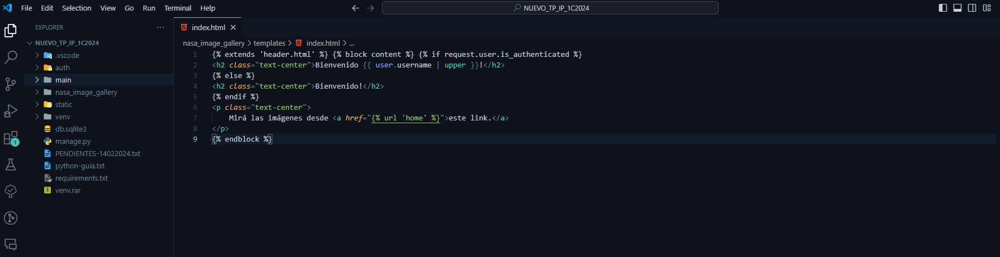 File Edit Selection View Go Run Terminal Help
NUEVO_TP_IP_1C2024
EXPLORER
NUEVO_TP_IP_1C2024
.vscode
auth
main
nasa_image_gallery
static
venv
db.sqlite3
manage.py
PENDIENTES-14022024.txt
python-guia.txt
requirements.txt
venv.rar
1
index.html
nasa_image_gallery > templates > index.html > ...
1 {% extends 'header.html' %} {% block content %} {% if request.user.is_authenticated %}
2 <h2 class="text-center">Bienvenido {{ user.username | upper }}!</h2>
3 {% else %}
4 <h2 class="text-center">Bienvenido!</h2>
5 {% endif %}
6 <p class="text-center">
7     Mirá las imágenes desde <a href="{% url 'home' %}">este link.</a>
8 </p>
9 {% endblock %}